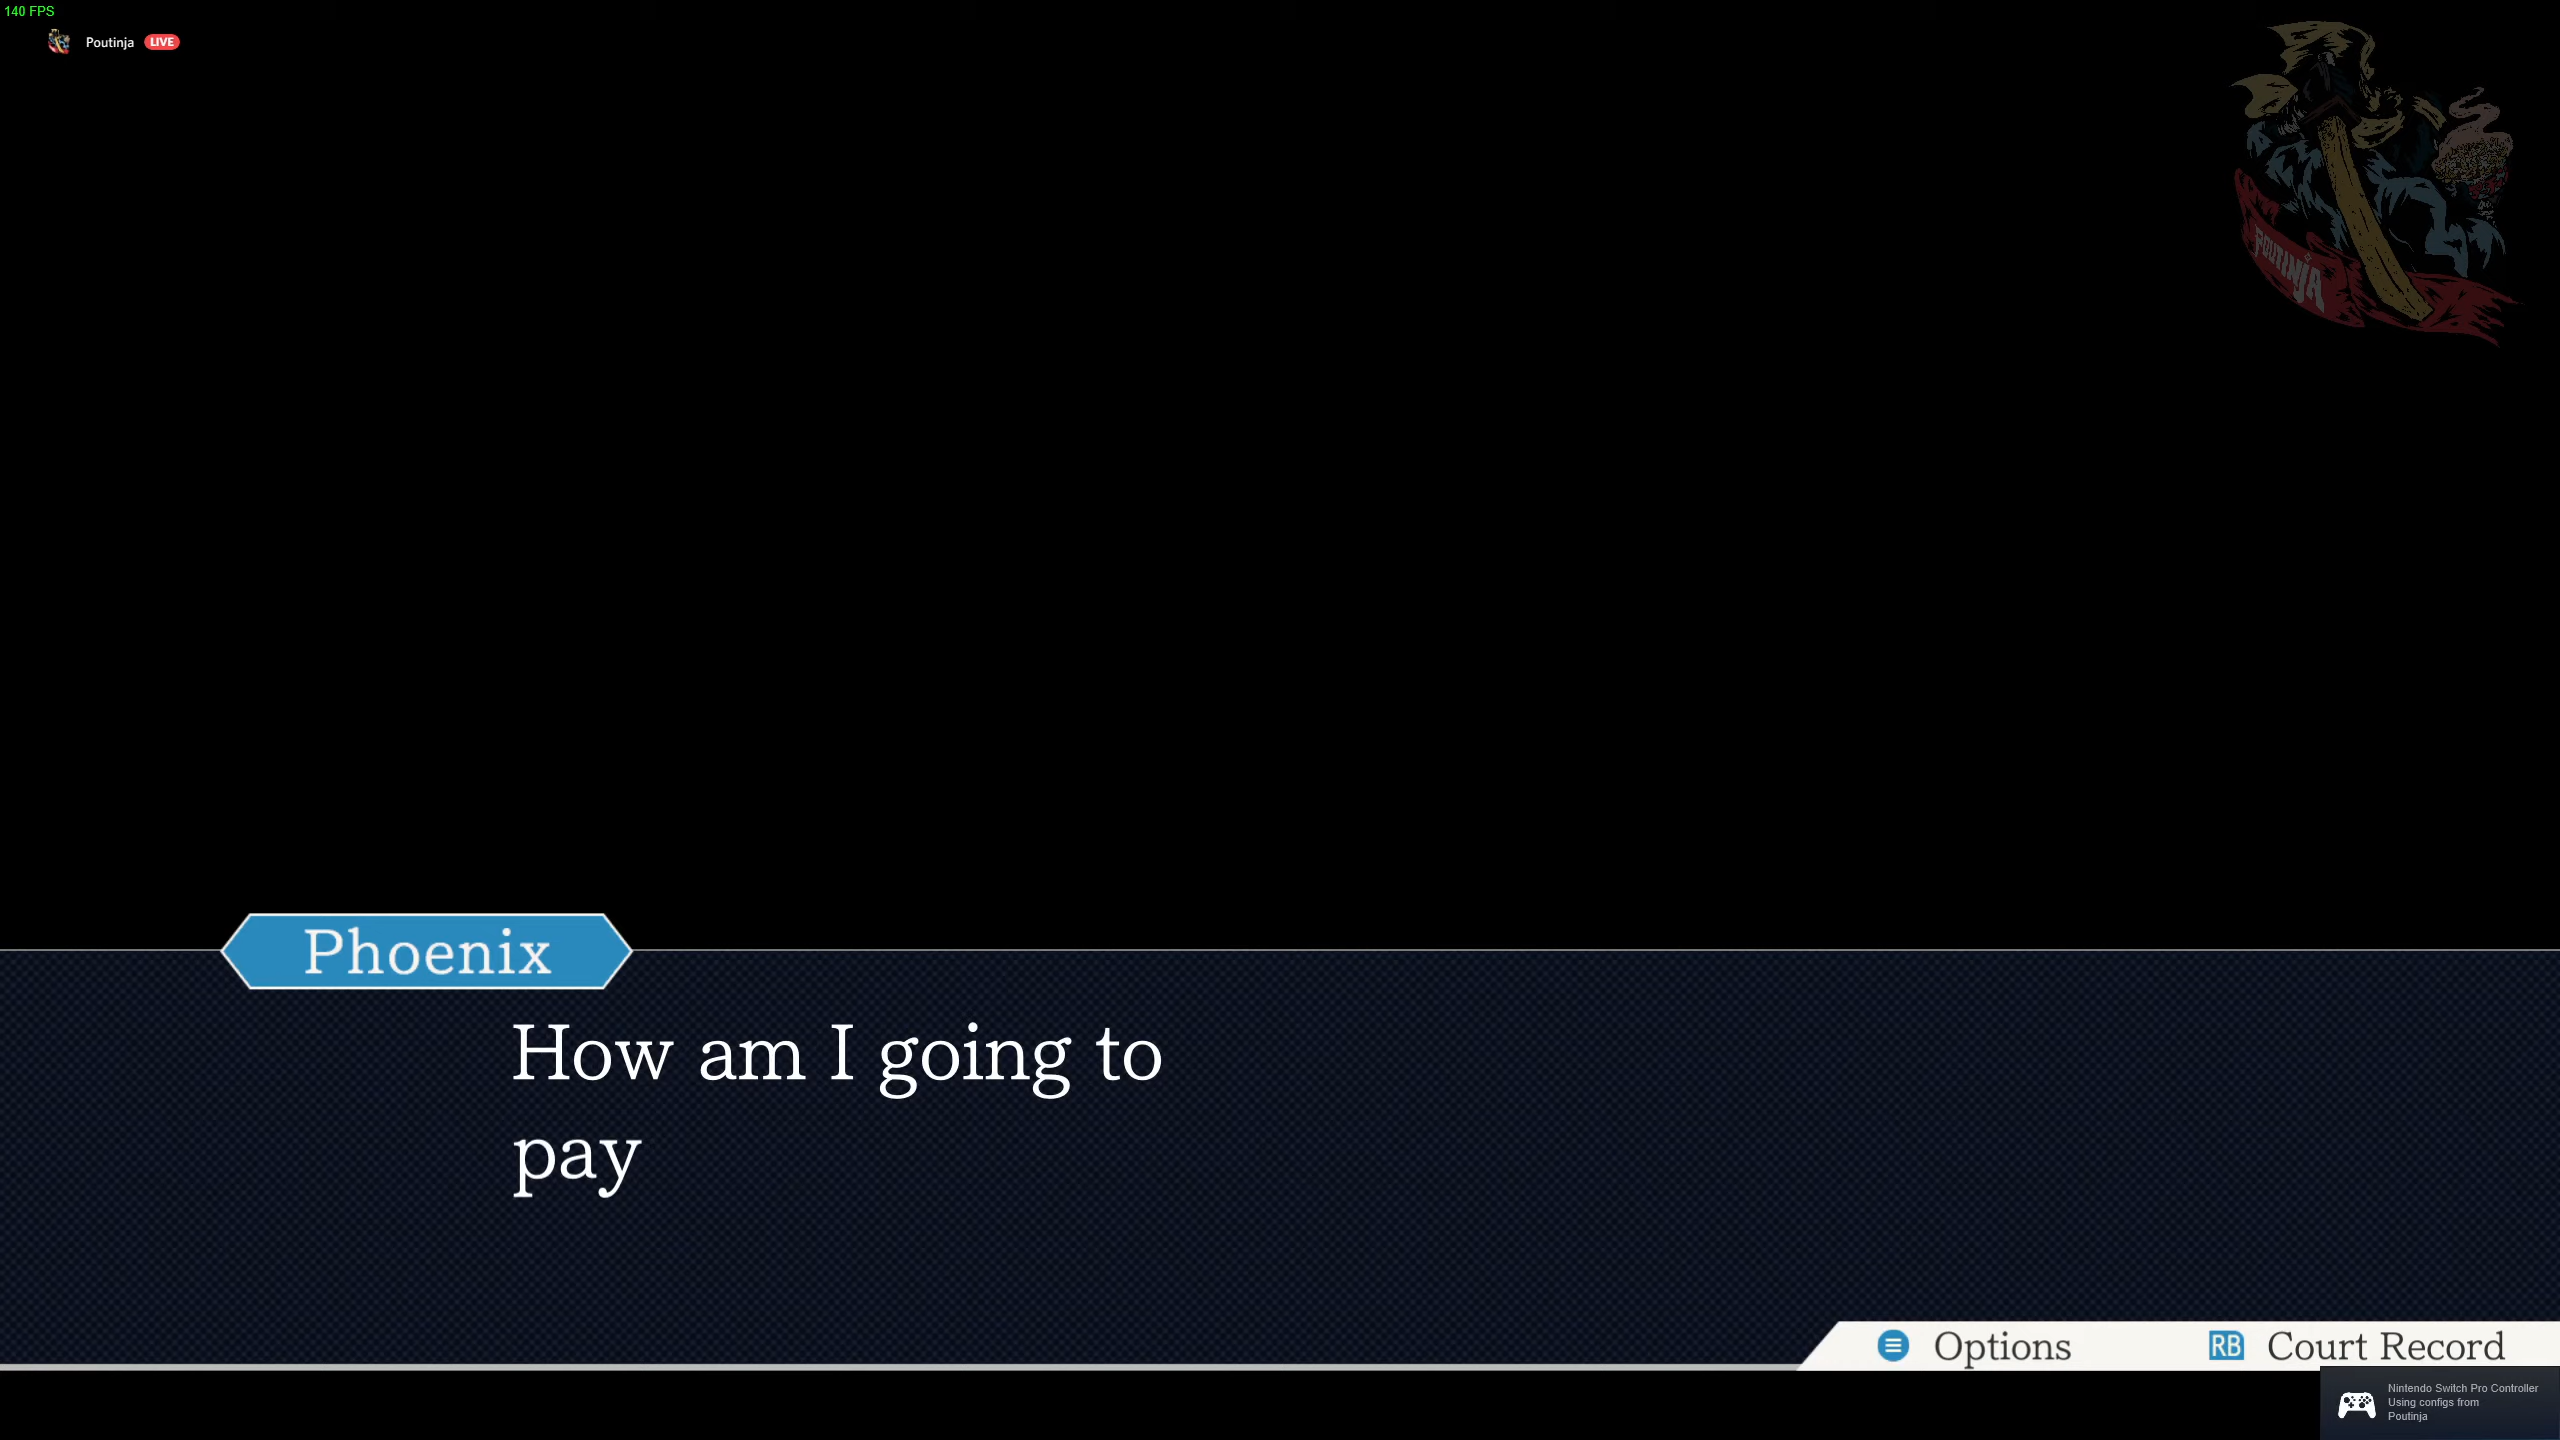 140 FPS
Poutinja LIVE
POUTINJA
Phoenix
How am I going to
pay
Options
RB Court Record
Nintendo Switch Pro Controller
Using configs from
Poutinja